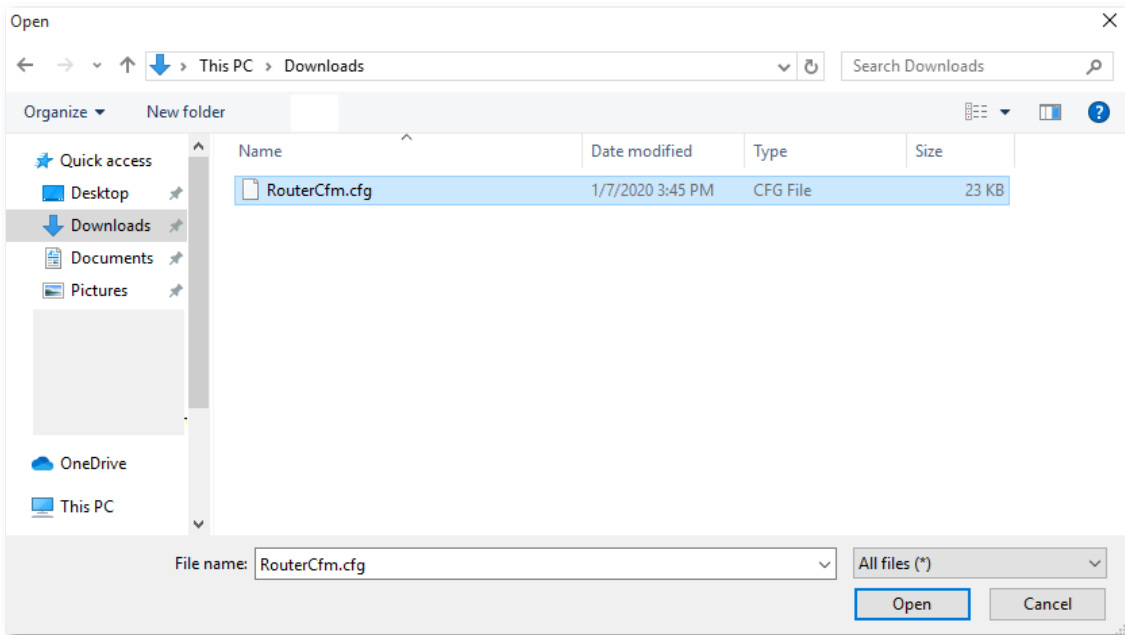 Open
This PC > Downloads
Search Downloads
Organize
New folder
Quick access
Desktop
Downloads
Documents
Pictures
OneDrive
This PC
Name Date modified Type Size
RouterCfm.cfg 1/7/2020 3:45 PM CFG File 23 KB
File name: RouterCfm.cfg All files (*)
Open Cancel